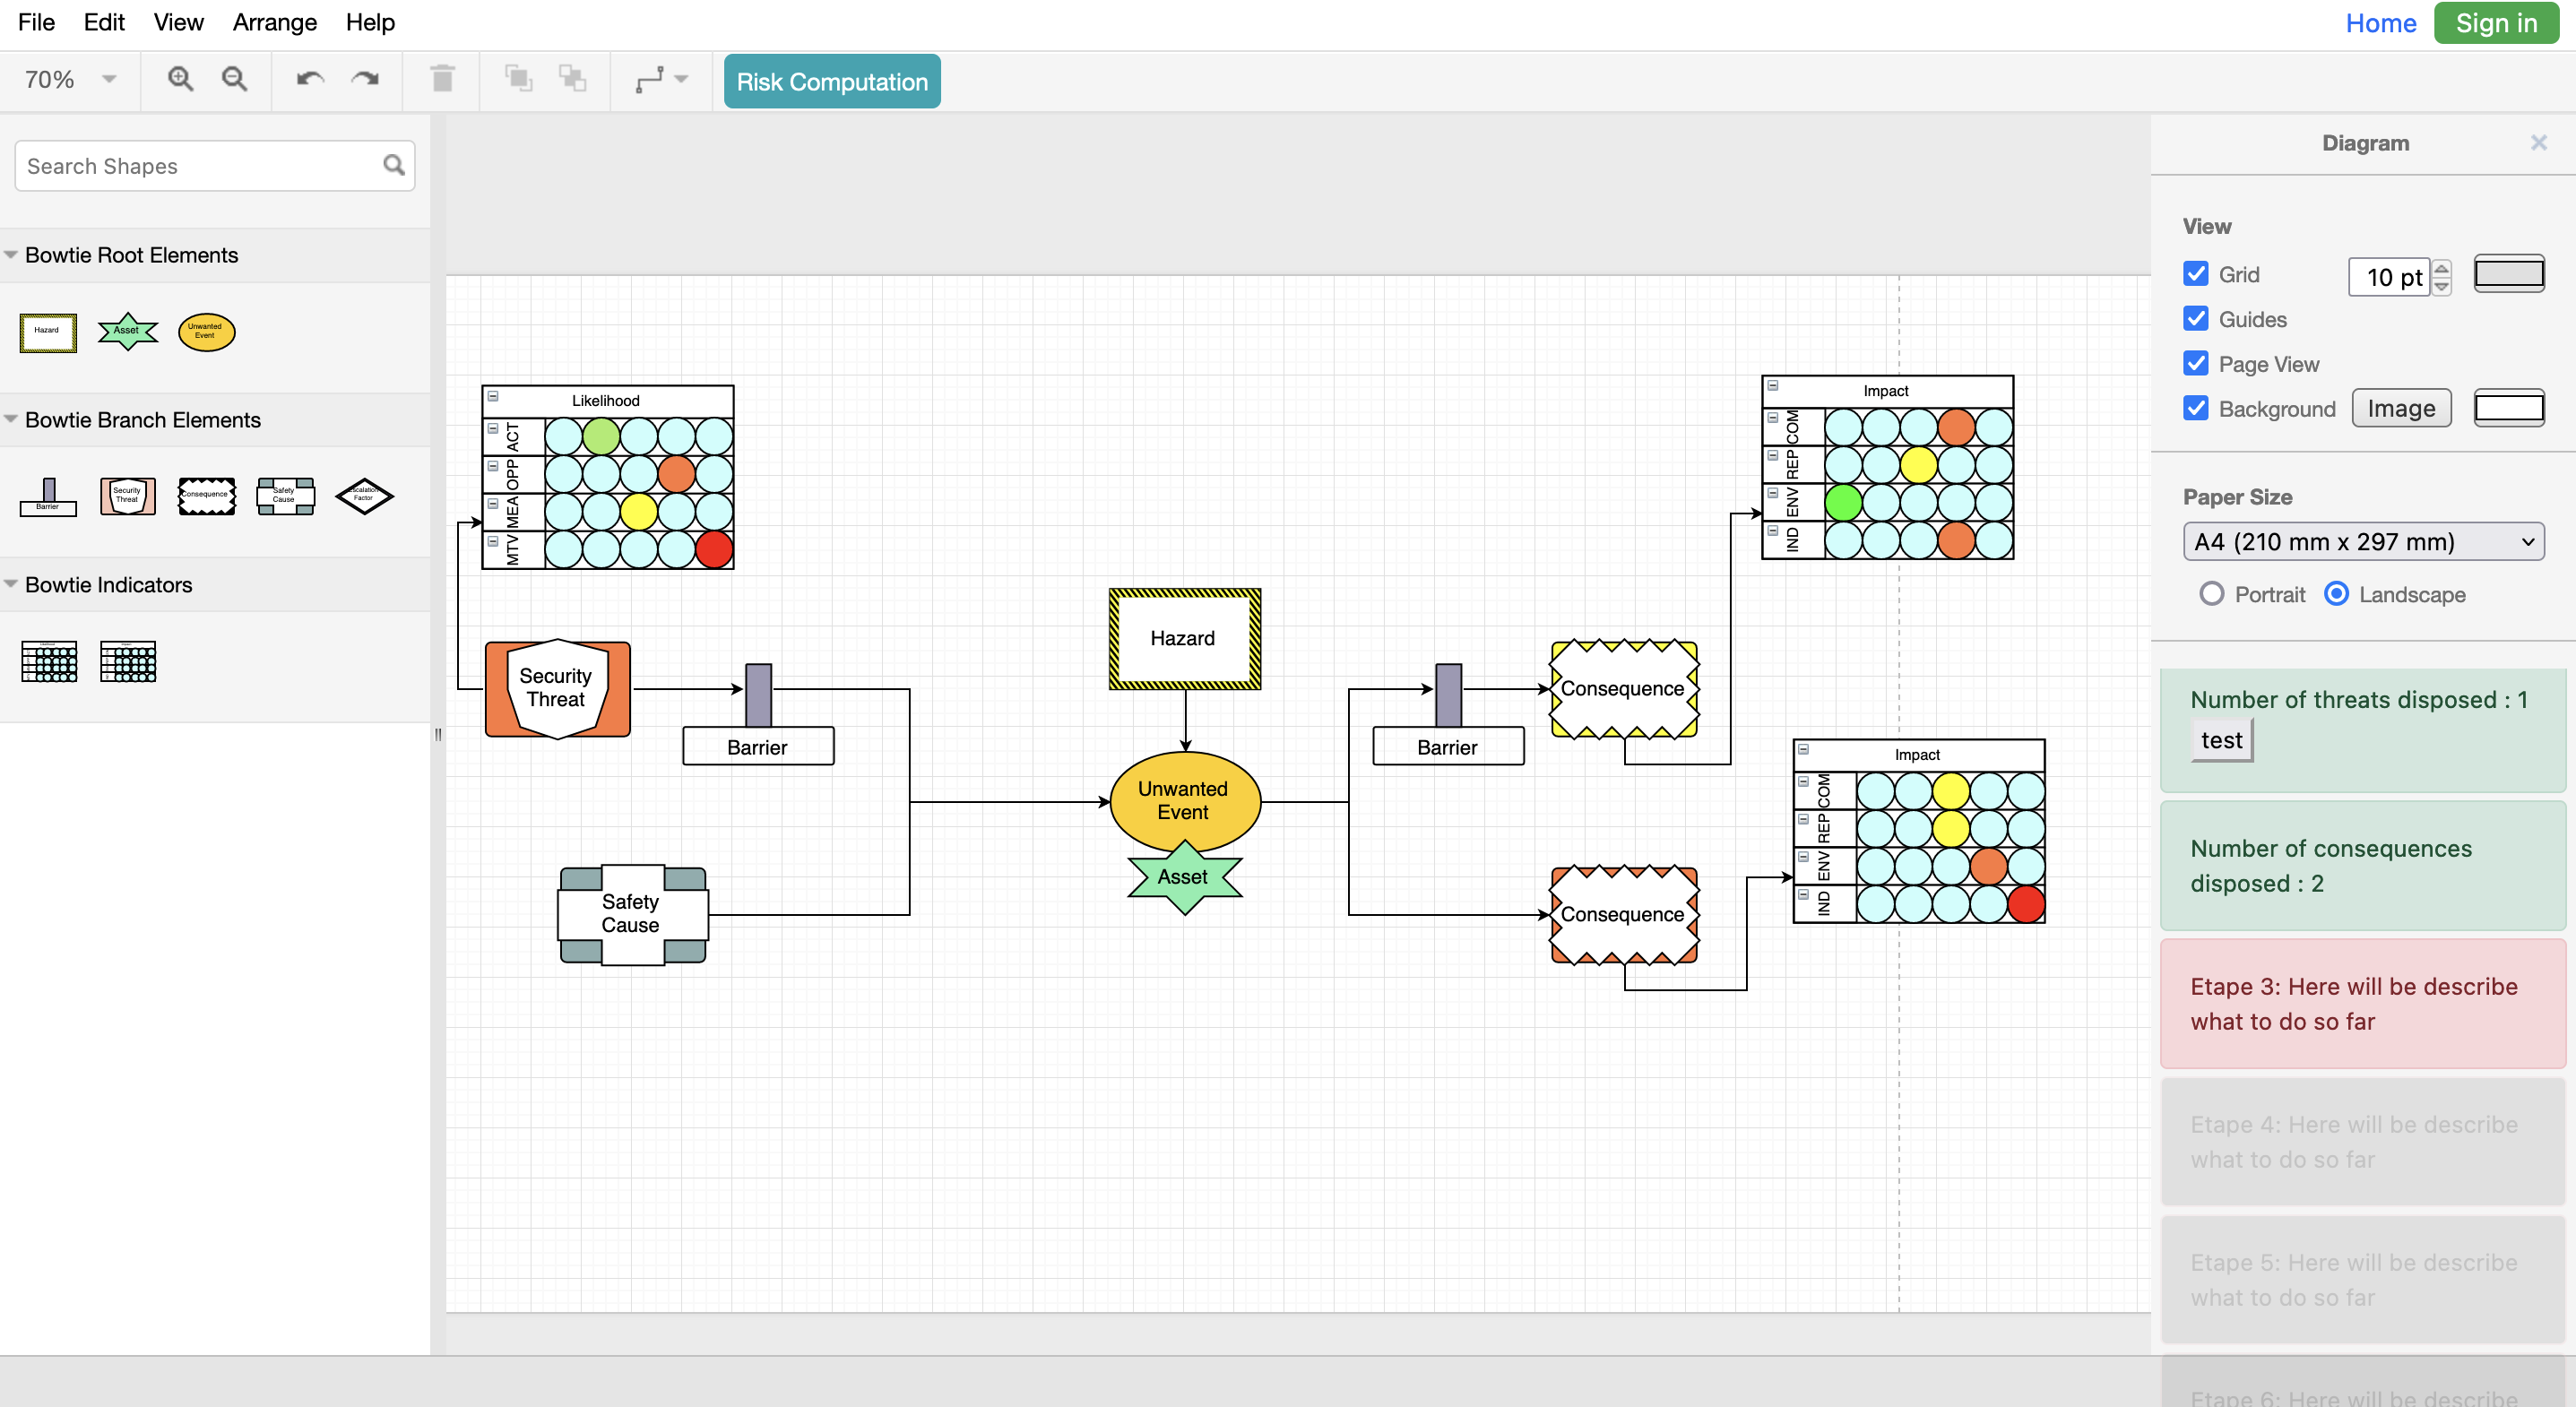 File Edit View Arrange Help Home Sign in
70% Risk Computation
Search Shapes
Bowtie Root Elements
Hazard Asset Unwanted
Event
Bowtie Branch Elements
Barrier Security
Threat Consequence Safety
Cause Escalation
Factor
Bowtie Indicators
Likelihood
ACT
OPP
MEA
MTV
Security
Threat
Barrier
Safety
Cause
Hazard
Unwanted
Event
Asset
Barrier
Consequence
Consequence
Impact
COM
REP
ENV
IND
Impact
COM
REP
ENV
IND
Diagram
View
Grid 10 pt
Guides
Page View
Background Image
Paper Size
A4 (210 mm x 297 mm)
Portrait Landscape
Number of threats disposed : 1
test
Number of consequences
disposed : 2
Etape 3: Here will be describe
what to do so far
Etape 4: Here will be describe
what to do so far
Etape 5: Here will be describe
what to do so far
Etape 6: Here will be describe